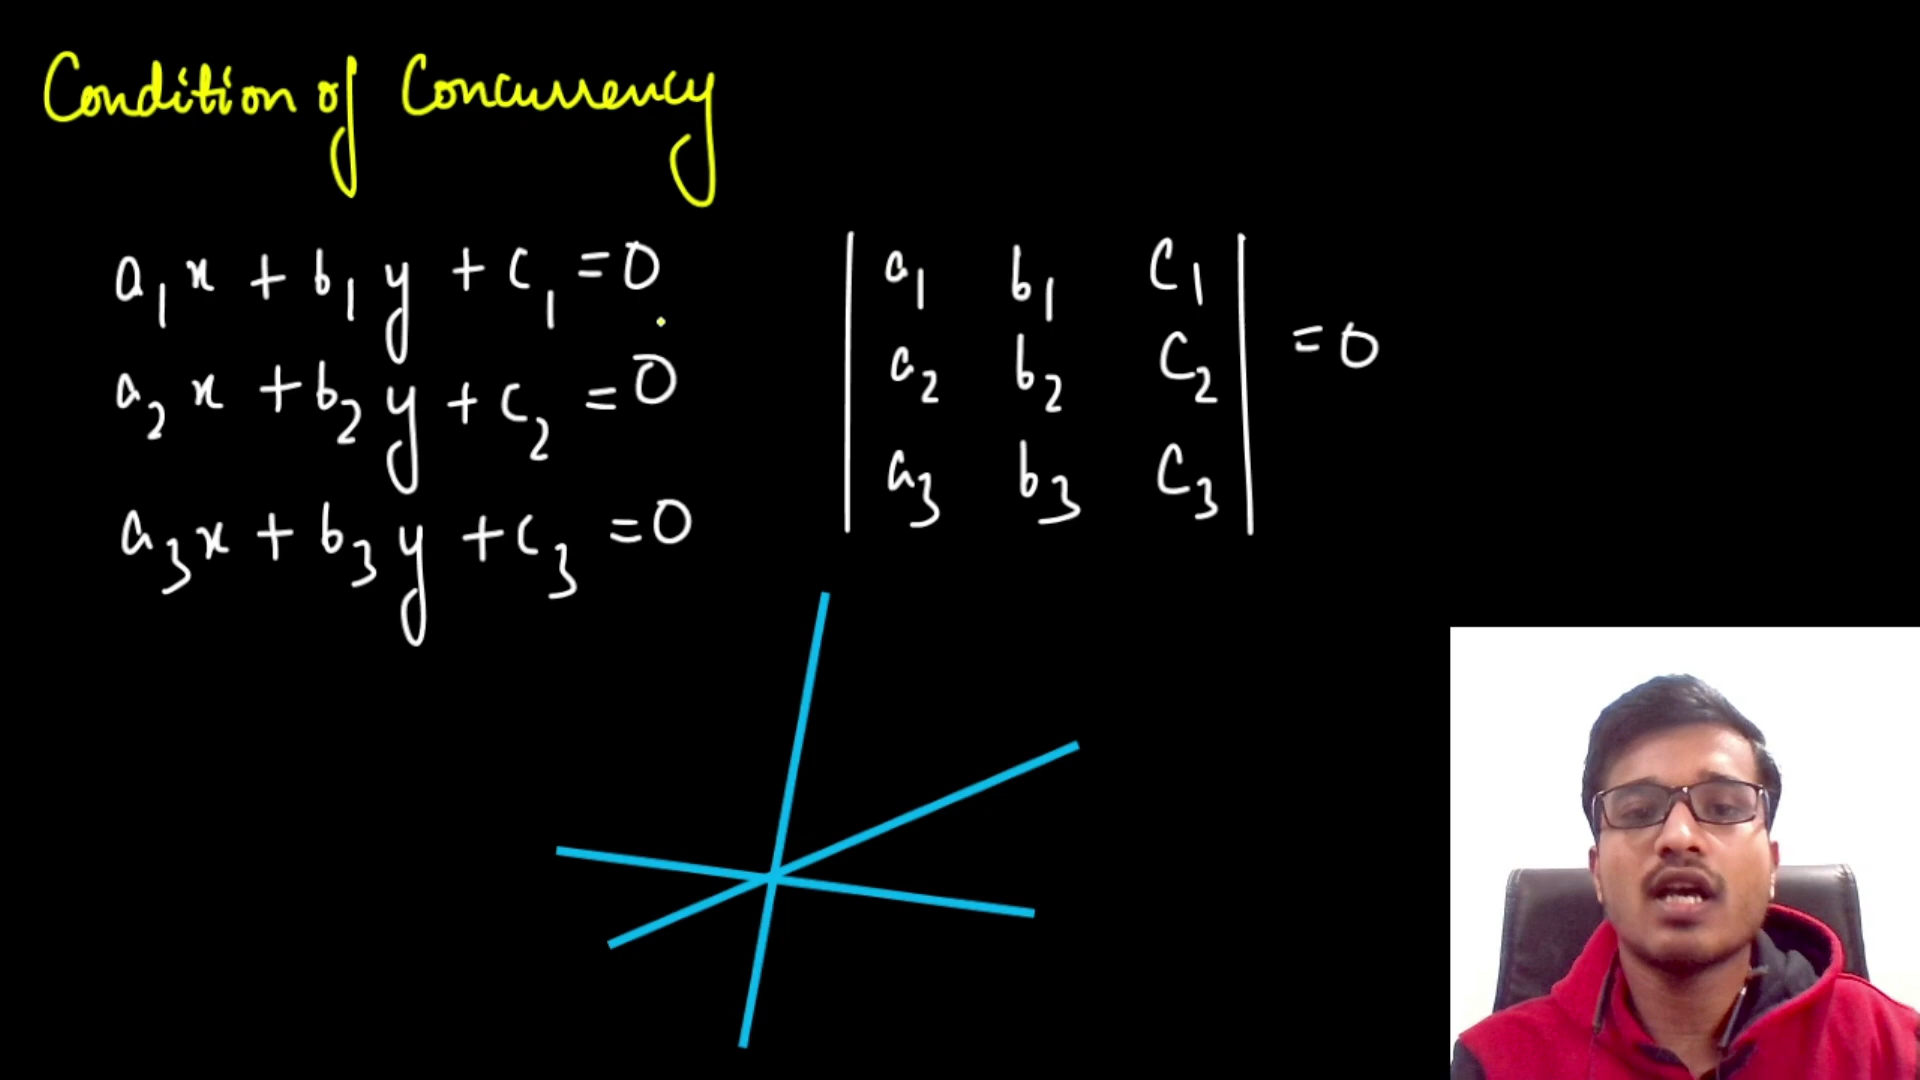 Condition of Concurrency
a₁x + b₁y + c₁ = 0
a₂x + b₂y + c₂ = 0
a₃x + b₃y + c₃ = 0
| a₁ b₁ c₁ |
| a₂ b₂ c₂ | = 0
| a₃ b₃ c₃ |